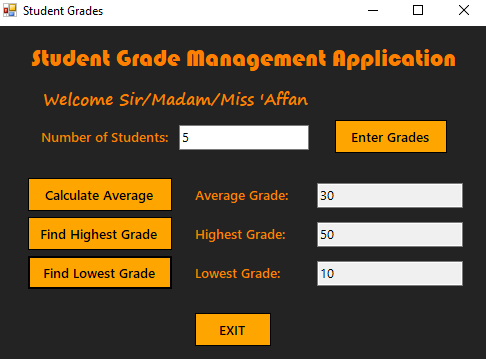 Student Grades
Student Grade Management Application
Welcome Sir/Madam/Miss 'Affan
Number of Students: 5 Enter Grades
Calculate Average Average Grade: 30
Find Highest Grade Highest Grade: 50
Find Lowest Grade Lowest Grade: 10
EXIT